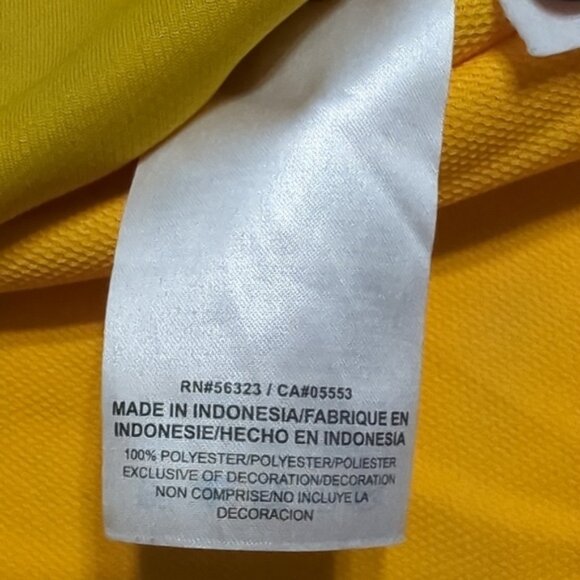 RN#56323 / CA#05553
MADE IN INDONESIA/FABRIQUE EN
INDONESIE/HECHO EN INDONESIA
100% POLYESTER/POLYESTER/POLIESTER
EXCLUSIVE OF DECORATION/DECORATION
NON COMPRISE/NO INCLUYE LA
DECORACION